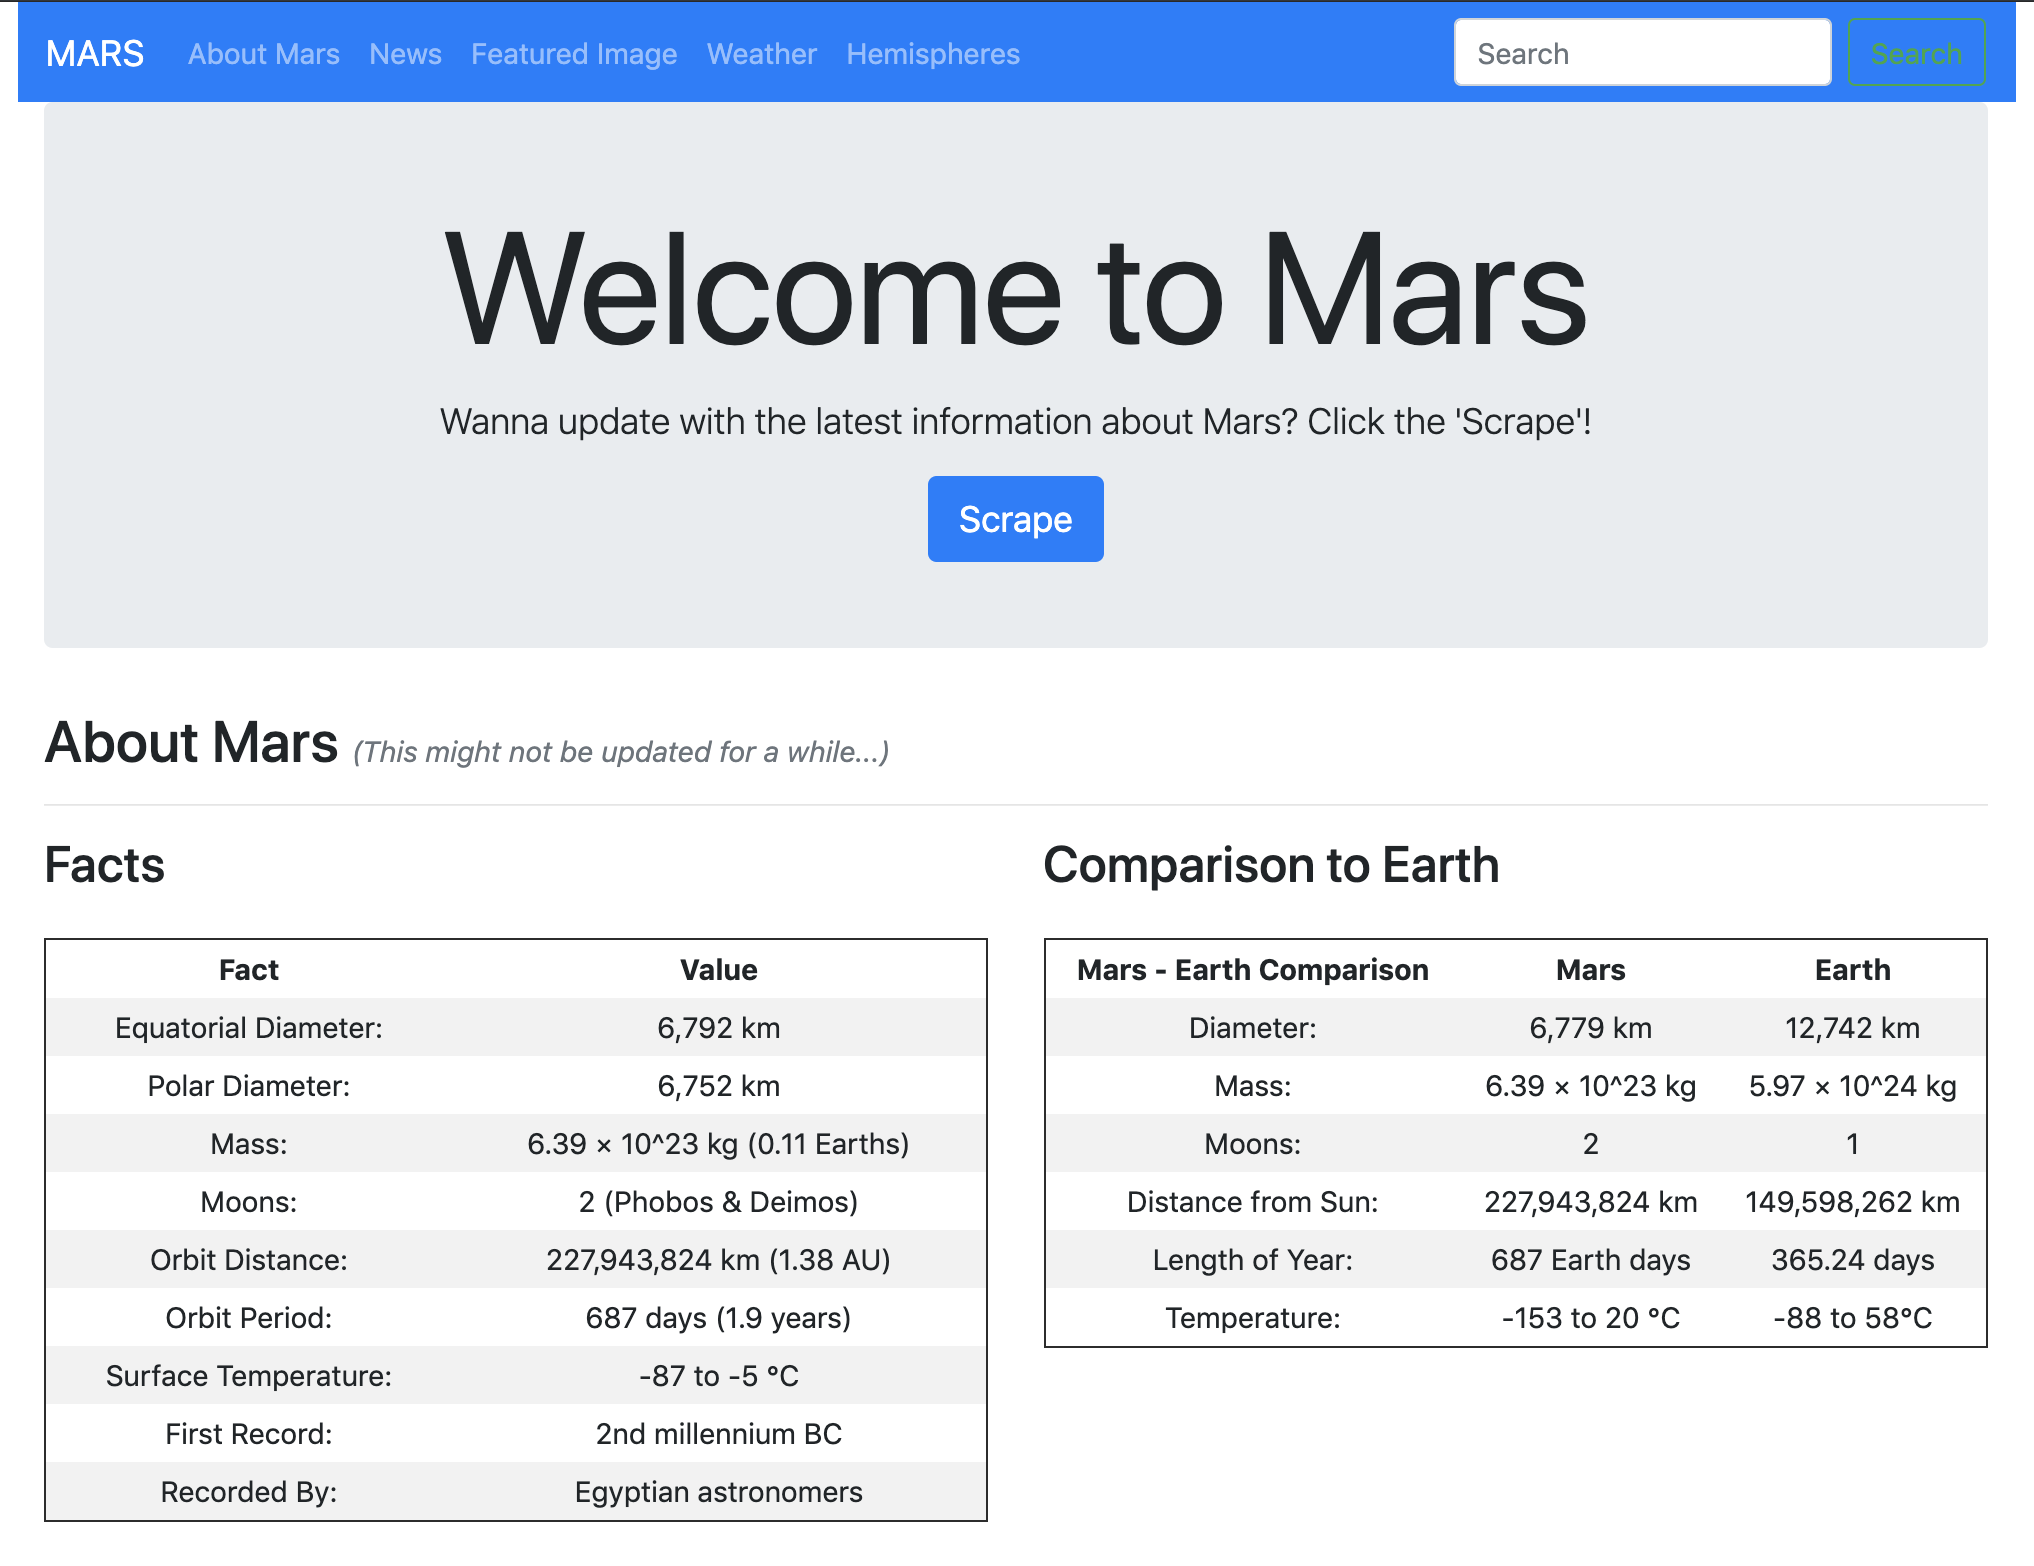 MARS About Mars News Featured Image Weather Hemispheres Search Search
Welcome to Mars
Wanna update with the latest information about Mars? Click the 'Scrape'!
Scrape
About Mars (This might not be updated for a while...)
Facts
Fact Value
Equatorial Diameter: 6,792 km
Polar Diameter: 6,752 km
Mass: 6.39 × 10^23 kg (0.11 Earths)
Moons: 2 (Phobos & Deimos)
Orbit Distance: 227,943,824 km (1.38 AU)
Orbit Period: 687 days (1.9 years)
Surface Temperature: -87 to -5 °C
First Record: 2nd millennium BC
Recorded By: Egyptian astronomers
Comparison to Earth
Mars - Earth Comparison Mars Earth
Diameter: 6,779 km 12,742 km
Mass: 6.39 × 10^23 kg 5.97 × 10^24 kg
Moons: 2 1
Distance from Sun: 227,943,824 km 149,598,262 km
Length of Year: 687 Earth days 365.24 days
Temperature: -153 to 20 °C -88 to 58°C